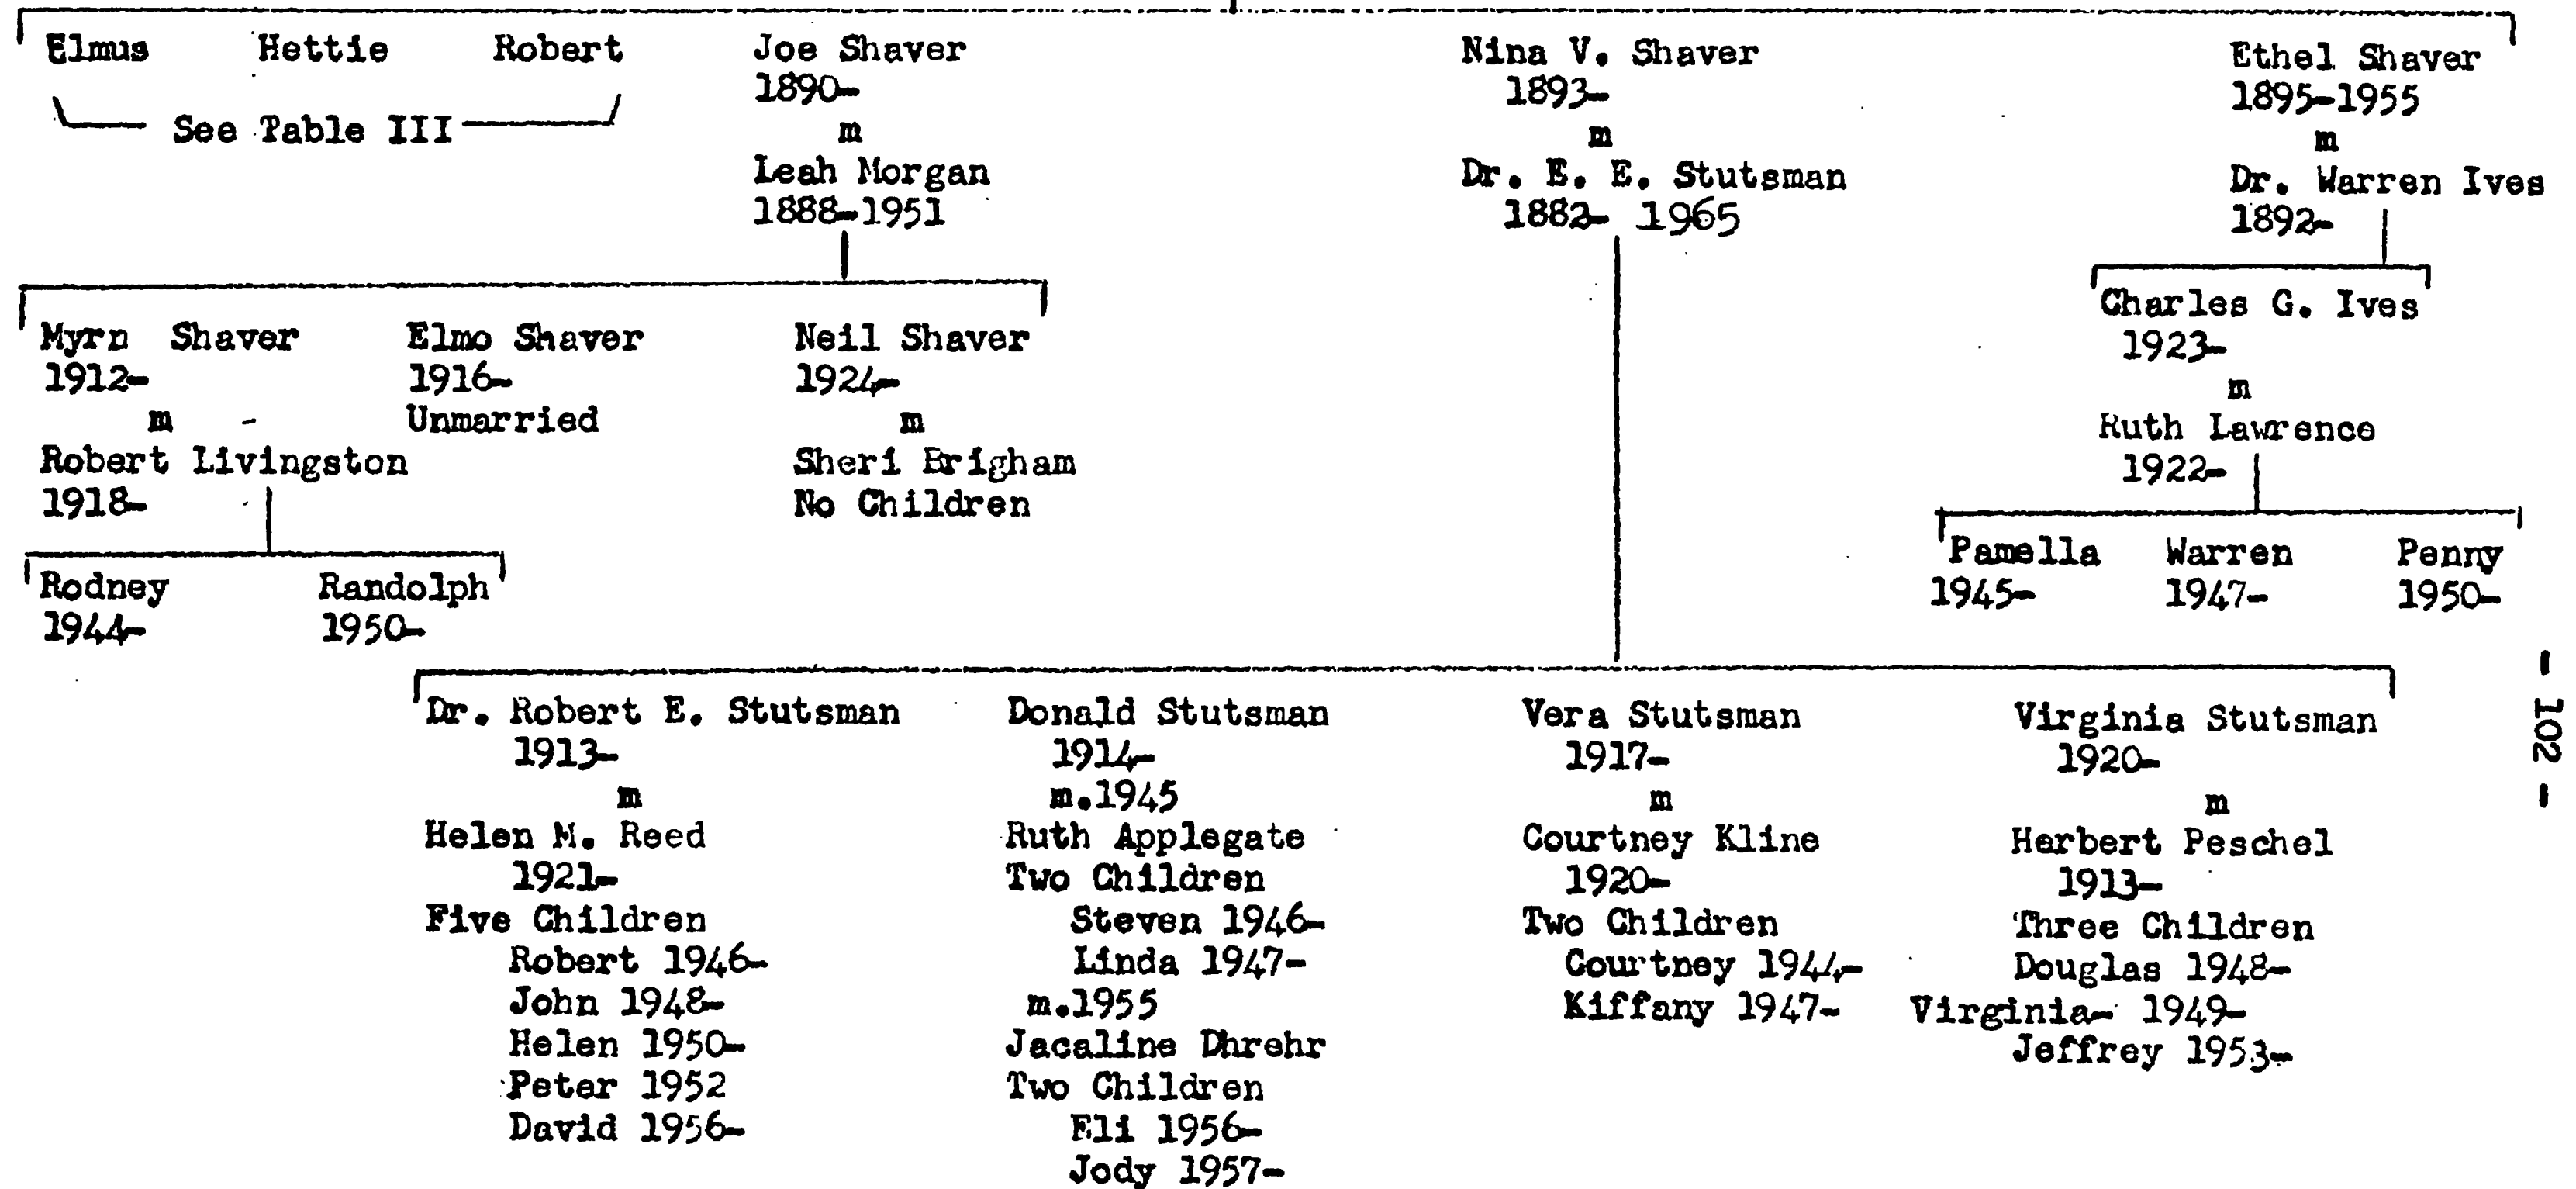 Elmus Hettie Robert
See Table III
Joe Shaver
1890-
m
Leah Morgan
1888-1951
Nina V. Shaver
1893-
m
Dr. E. E. Stutsman
1882- 1965
Ethel Shaver
1895-1955
m
Dr. Warren Ives
1892-
Myrn Shaver
1912-
m
Robert Livingston
1918-
Elmo Shaver
1916-
Unmarried
Neil Shaver
1924-
m
Sheri Brigham
No Children
Charles G. Ives
1923-
m
Ruth Lawrence
1922-
Rodney
1944-
Randolph
1950-
Pamella
1945-
Warren
1947-
Penny
1950-
Dr. Robert E. Stutsman
1913-
m
Helen M. Reed
1921-
Five Children
Robert 1946-
John 1948-
Helen 1950-
Peter 1952
David 1956-
Donald Stutsman
1914-
m.1945
Ruth Applegate
Two Children
Steven 1946-
Linda 1947-
m.1955
Jacaline Dhrehr
Two Children
Eli 1956-
Jody 1957-
Vera Stutsman
1917-
m
Courtney Kline
1920-
Two Children
Courtney 1944-
Kiffany 1947-
Virginia Stutsman
1920-
m
Herbert Peschel
1913-
Three Children
Douglas 1948-
Virginia- 1949-
Jeffrey 1953-
- 102 -